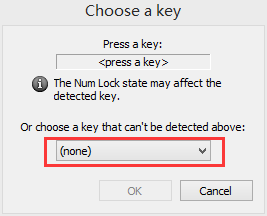 Choose a key
Press a key:
<press a key>
The Num Lock state may affect the
detected key.
Or choose a key that can't be detected above:
(none)
OK
Cancel